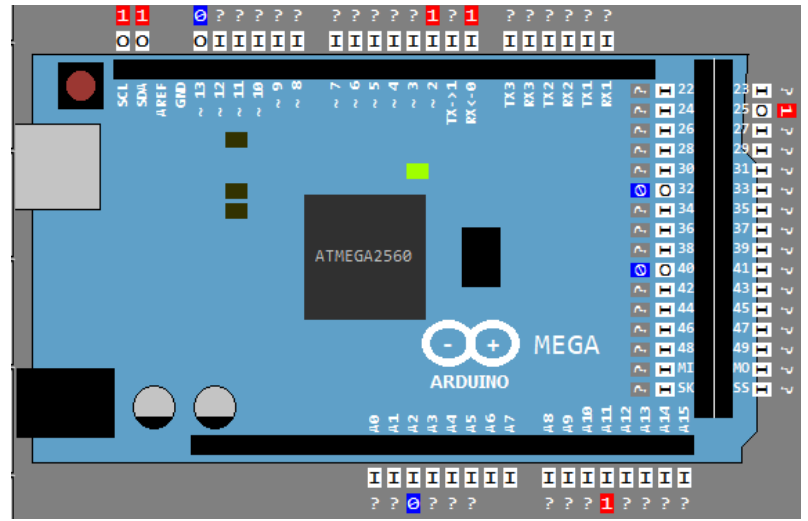 1 1 0 ? ? ? ? ? ? ? ? ? ? 1 ? 1 ? ? ? ? ? ?
O O O I I I I I I I I I I I I I I I I I I I
SCL SDA AREF GND ~ 13 ~ 12 ~ 11 ~ 10 ~ 9 ~ 8 ~ 7 ~ 6 ~ 5 ~ 4 ~ 3 ~ 2 TX->1 RX<-0 TX3 RX3 TX2 RX2 TX1 RX1
? I 22 23 I ?
? I 24 25 O 1
? I 26 27 I ?
? I 28 29 I ?
? I 30 31 I ?
0 O 32 33 I ?
? I 34 35 I ?
? I 36 37 I ?
? I 38 39 I ?
0 O 40 41 I ?
? I 42 43 I ?
? I 44 45 I ?
? I 46 47 I ?
? I 48 49 I ?
? I MI MO I ?
? I SK SS I ?
ATMEGA2560
- + MEGA
ARDUINO
A0 A1 A2 A3 A4 A5 A6 A7 A8 A9 A10 A11 A12 A13 A14 A15
I I I I I I I I I I I I I I I I
? ? 0 ? ? ? ? ? ? 1 ? ? ? ?